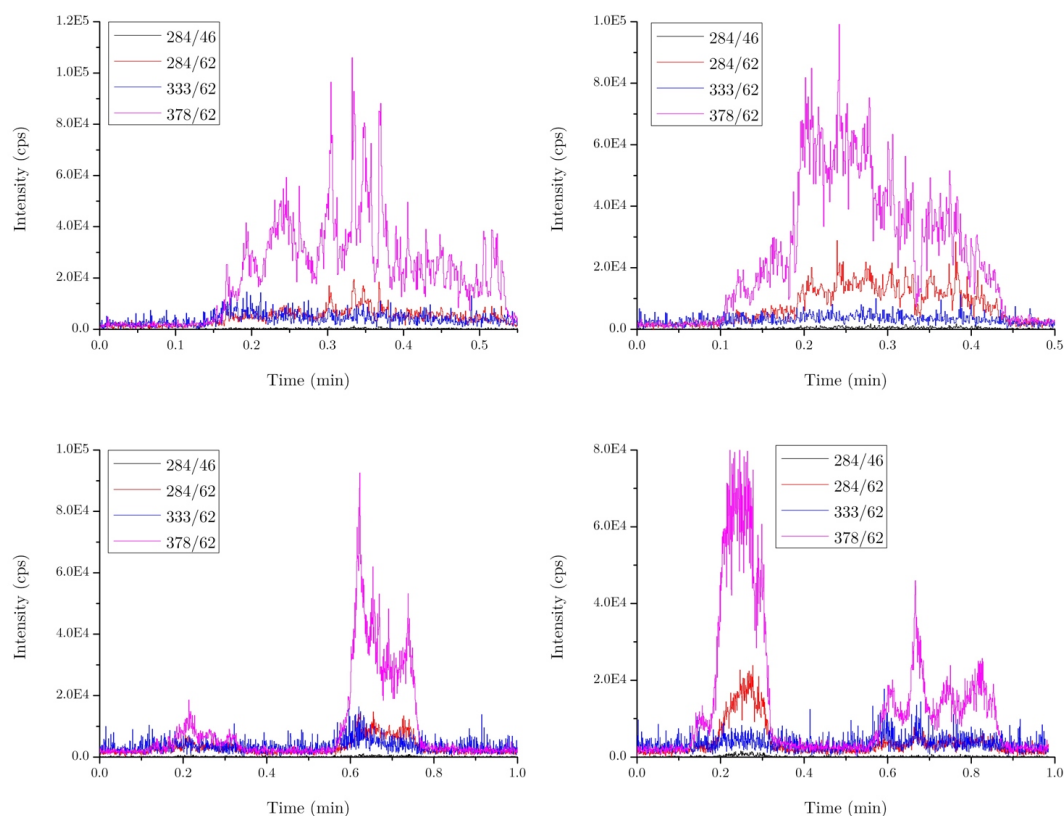 1.2E5
1.0E5
8.0E4
6.0E4
4.0E4
2.0E4
0.0
Intensity (cps)
284/46
284/62
333/62
378/62
0.0 0.1 0.2 0.3 0.4 0.5
Time (min)
1.0E5
8.0E4
6.0E4
4.0E4
2.0E4
0.0
Intensity (cps)
284/46
284/62
333/62
378/62
0.0 0.1 0.2 0.3 0.4 0.5
Time (min)
1.0E5
8.0E4
6.0E4
4.0E4
2.0E4
0.0
Intensity (cps)
284/46
284/62
333/62
378/62
0.0 0.2 0.4 0.6 0.8 1.0
Time (min)
8.0E4
6.0E4
4.0E4
2.0E4
0.0
Intensity (cps)
284/46
284/62
333/62
378/62
0.0 0.2 0.4 0.6 0.8 1.0
Time (min)